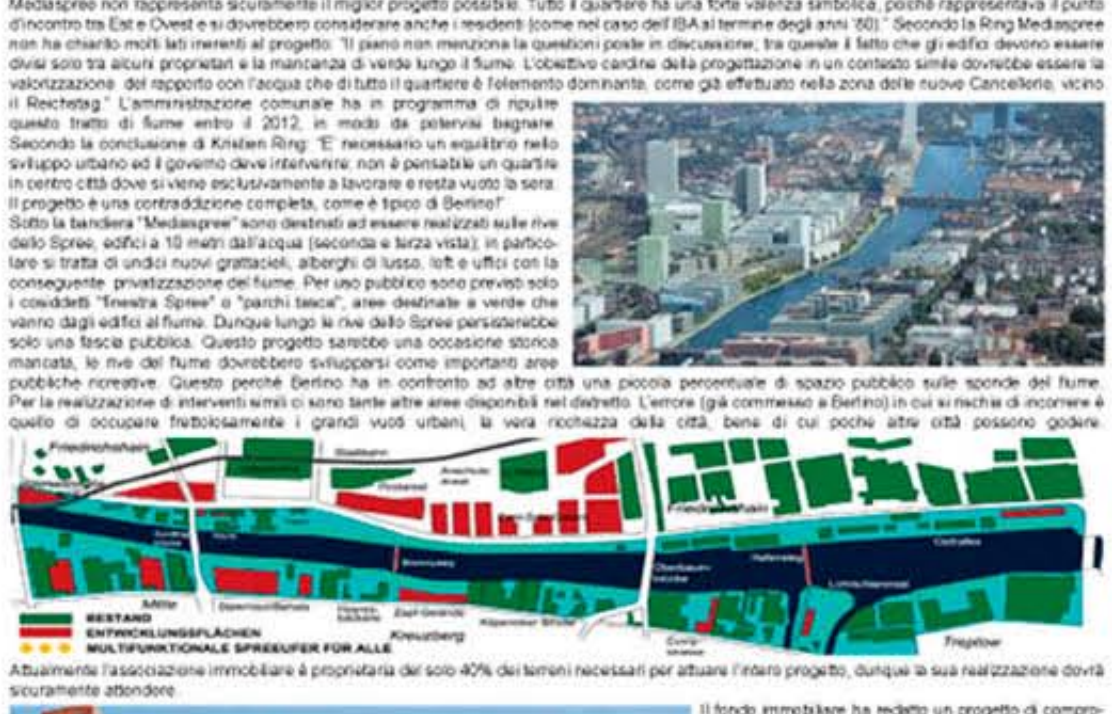 Mediaspree non rappresenta sicuramente il miglior progetto possibile. Tutto il quartiere ha una forte valenza simbolica, poiché rappresentava il punto
d'incontro tra Est e Ovest e si dovrebbero considerare anche i residenti (come nel caso dell'IBA al termine degli anni '80)." Secondo la Ring Mediaspree
non ha chiarito molti lati inerenti al progetto: "Il piano non menziona la questioni poste in discussione; tra queste il fatto che gli edifici devono essere
divisi solo tra alcuni proprietari e la mancanza di verde lungo il fiume. L'obiettivo cardine della progettazione in un contesto simile dovrebbe essere la
valorizzazione del rapporto con l'acqua che di tutto il quartiere è l'elemento dominante, come già effettuato nella zona delle nuove Cancellerie, vicino
il Reichstag." L'amministrazione comunale ha in programma di ripulire
questo tratto di fiume entro il 2012, in modo da potervisi bagnare.
Secondo la conclusione di Kristien Ring: "E' necessario un equilibrio nello
sviluppo urbano ed il governo deve intervenire; non è pensabile un quartire
in centro città dove si viene esclusivamente a lavorare e resta vuoto la sera.
Il progetto è una contraddizione completa, come è tipico di Berlino!"
Sotto la bandiera "Mediaspree" sono destinati ad essere realizzati sulle rive
dello Spree, edifici a 10 metri dall'acqua (seconda e terza vista); in partico-
lare si tratta di undici nuovi grattacieli, alberghi di lusso, loft e uffici con la
conseguente privatizzazione del fiume. Per uso pubblico sono previsti solo
i cosiddetti "finestra Spree" o "parchi tasca", aree destinate a verde che
vanno dagli edifici al fiume. Dunque lungo le rive dello Spree persisterebbe
solo una fascia pubblica. Questo progetto sarebbe una occasione storica
mancata, le rive del fiume dovrebbero svilupparsi come importanti aree
pubbliche ricreative. Questo perché Berlino ha in confronto ad altre città una piccola percentuale di spazio pubblico sulle sponde del fiume.
Per la realizzazione di interventi simili ci sono tante altre aree disponibili nel distretto. L'errore (già commesso a Berlino) in cui si rischia di incorrere è
quello di occupare frettolosamente i grandi vuoti urbani, la vera ricchezza della città, bene di cui poche altre città possono godere.
Friedrichshain
Stadtbahn
Friedrichshain
Osthafen
Brommysteg
Oberbaum-
brücke
Mitte
Zapf-Gelände
Köpenicker Straße
Kreuzberg
Treptow
BESTAND
ENTWICKLUNGSFLÄCHEN
MULTIFUNKTIONALE SPREEUFER FÜR ALLE
Attualmente l'associazione immobiliare è proprietaria del solo 40% dei terreni necessari per attuare l'intero progetto, dunque la sua realizzazione dovrà
sicuramente attendere.
Il fondo immobiliare ha redatto un progetto di compro-